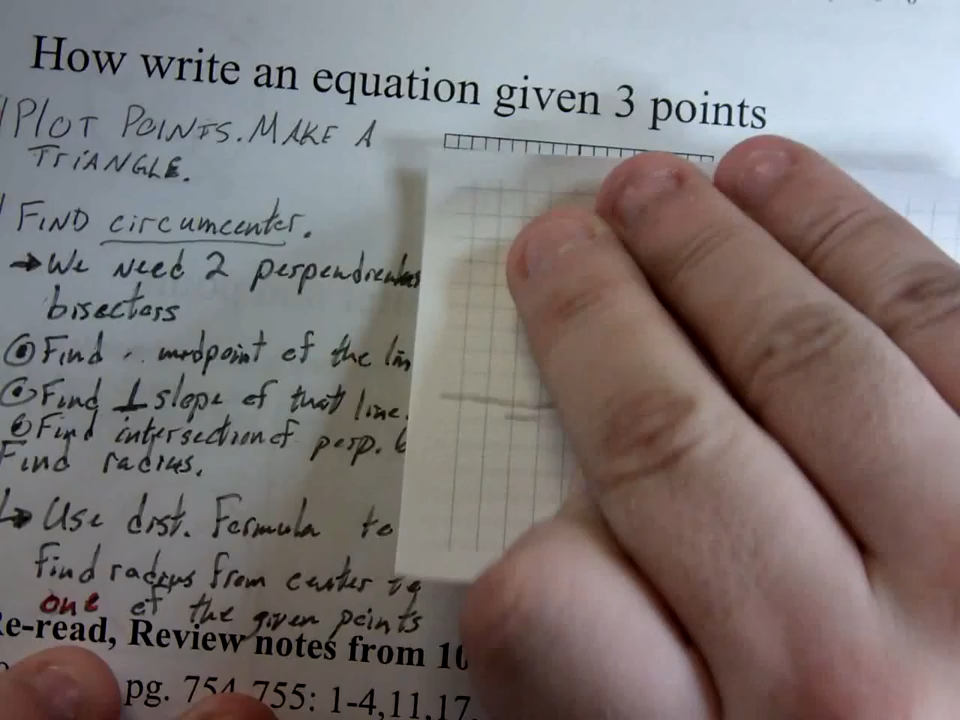 How write an equation given 3 points
PLOT POINTS. MAKE A
TRIANGLE.
FIND circumcenter.
→ We need 2 perpendicular
bisectors
Find midpoint of the
Find ⊥ slope of that line.
Find intersection of perp.
Find radius.
→ Use dist. Formula to
find radius from center to
one of the given points
Re-read, Review notes from
pg. 754 755: 1-4,11,17